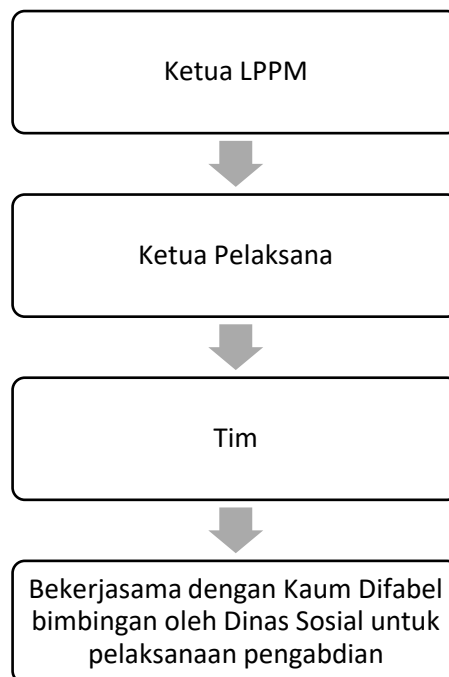 Ketua LPPM
Ketua Pelaksana
Tim
Bekerjasama dengan Kaum Difabel
bimbingan oleh Dinas Sosial untuk
pelaksanaan pengabdian